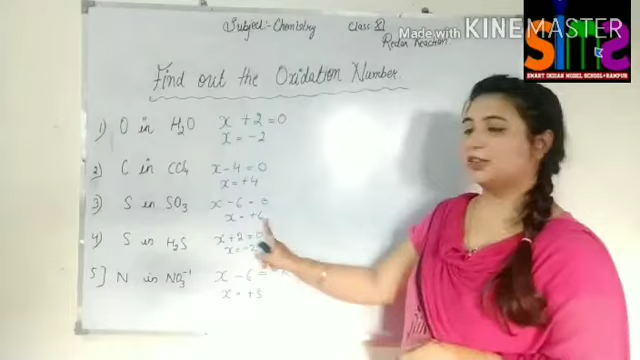 Subject:- Chemistry Class XI
Made with KINEMASTER
Redox Reaction.
sims
SMART INDIAN MODEL SCHOOL-RAMPUR
Find out the Oxidation Number.
1) O in H2O x + 2 = 0
x = -2
2) C in CCl4 x - 4 = 0
x = +4
3) S in SO3 x - 6 = 0
x = +6
4) S in H2S x + 2 = 0
x = -2
5] N in NO3-1 x - 6 =
x = +5